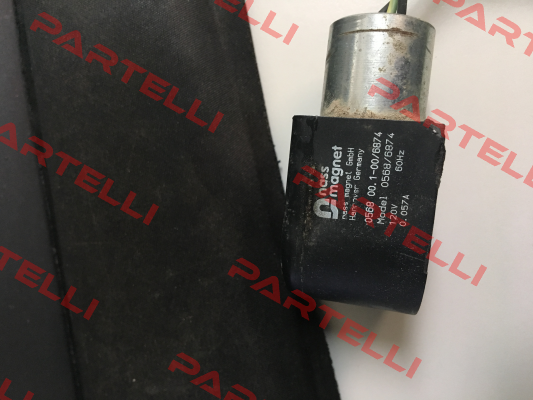 nass
magnet
nass magnet GmbH
Hannover Germany
0568 00.1-00/6874
Model 0568/6874
120V 60Hz
0.057A
PARTELLI
PARTELLI
PARTELLI
PARTELLI
PARTELLI
PARTELLI